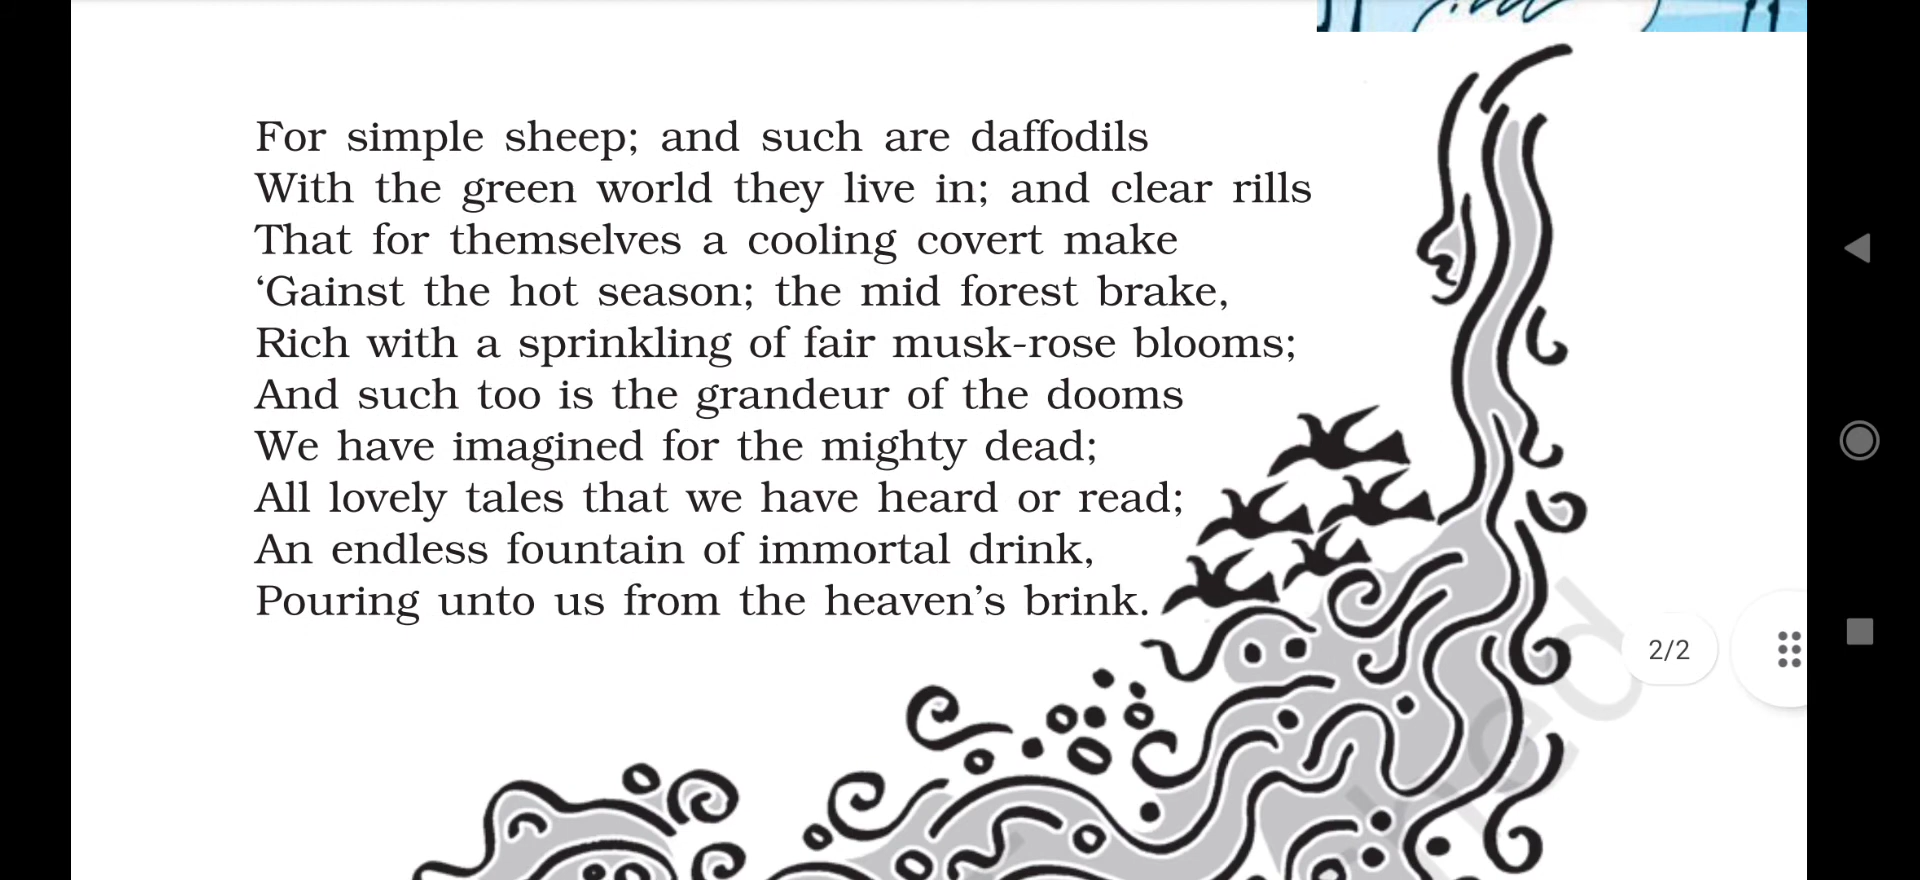 For simple sheep; and such are daffodils
With the green world they live in; and clear rills
That for themselves a cooling covert make
‘Gainst the hot season; the mid forest brake,
Rich with a sprinkling of fair musk-rose blooms;
And such too is the grandeur of the dooms
We have imagined for the mighty dead;
All lovely tales that we have heard or read;
An endless fountain of immortal drink,
Pouring unto us from the heaven’s brink.
2/2